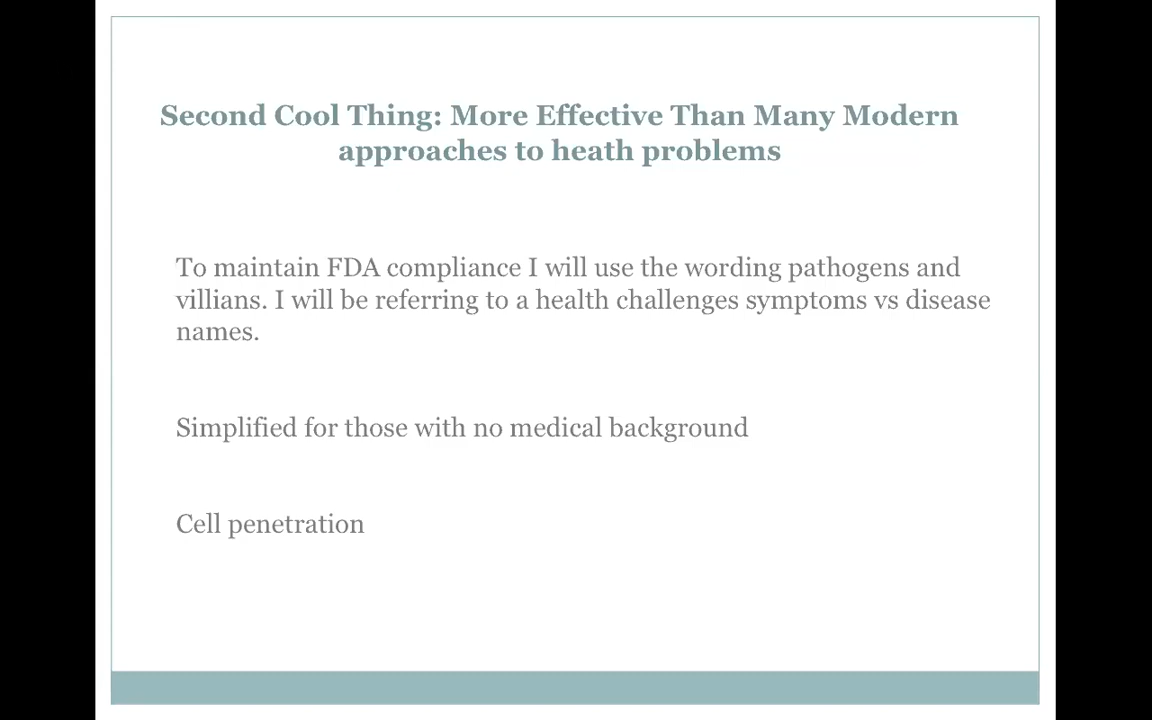 Second Cool Thing: More Effective Than Many Modern
approaches to heath problems
To maintain FDA compliance I will use the wording pathogens and
villians. I will be referring to a health challenges symptoms vs disease
names.
Simplified for those with no medical background
Cell penetration